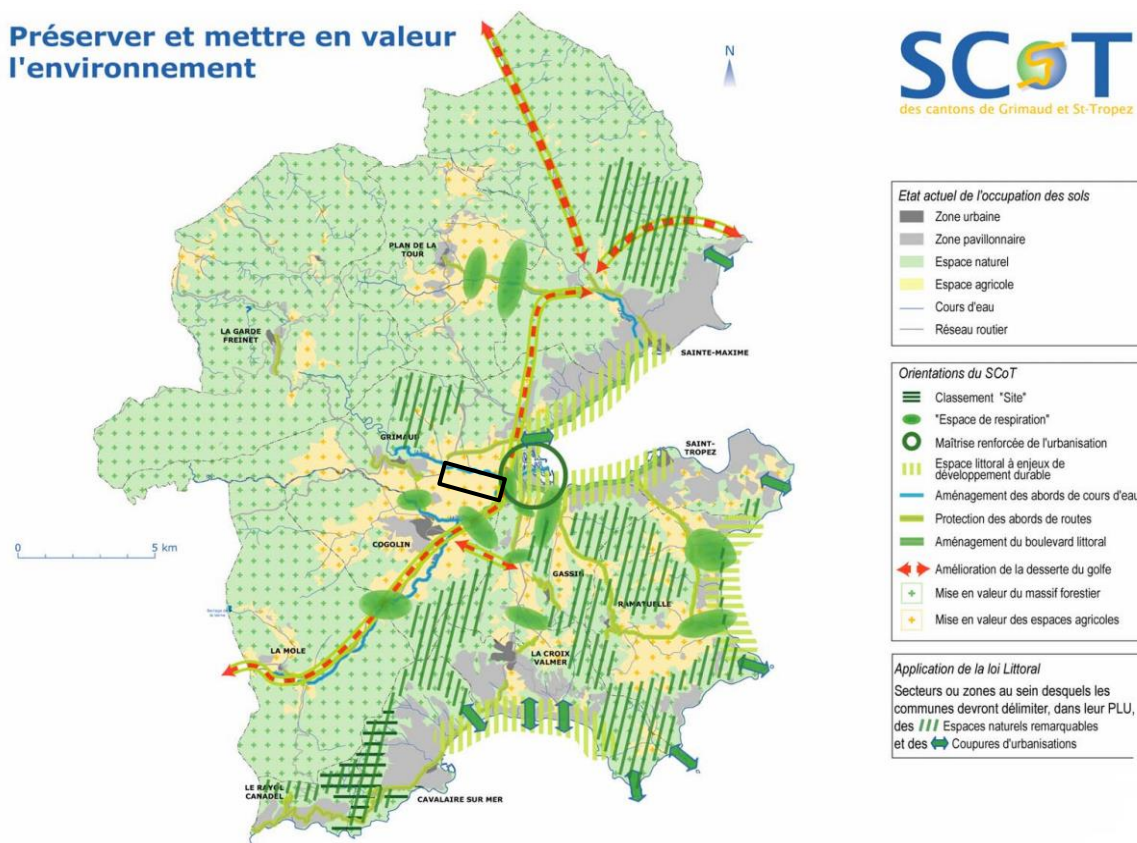 Préserver et mettre en valeur
l'environnement
N
SCOT
des cantons de Grimaud et St-Tropez
Etat actuel de l'occupation des sols
Zone urbaine
Zone pavillonnaire
Espace naturel
Espace agricole
Cours d'eau
Réseau routier
Orientations du SCoT
Classement "Site"
"Espace de respiration"
Maîtrise renforcée de l'urbanisation
Espace littoral à enjeux de
développement durable
Aménagement des abords de cours d'eau
Protection des abords de routes
Aménagement du boulevard littoral
Amélioration de la desserte du golfe
Mise en valeur du massif forestier
Mise en valeur des espaces agricoles
Application de la loi Littoral
Secteurs ou zones au sein desquels les
communes devront délimiter, dans leur PLU,
des Espaces naturels remarquables
et des Coupures d'urbanisations
PLAN DE LA
TOUR
LA GARDE
FREINET
SAINTE-MAXIME
GRIMAUD
SAINT-
TROPEZ
COGOLIN
0 5 km
GASSIN
RAMATUELLE
LA MOLE
LA CROIX
VALMER
LE RAYOL
CANADEL
CAVALAIRE SUR MER